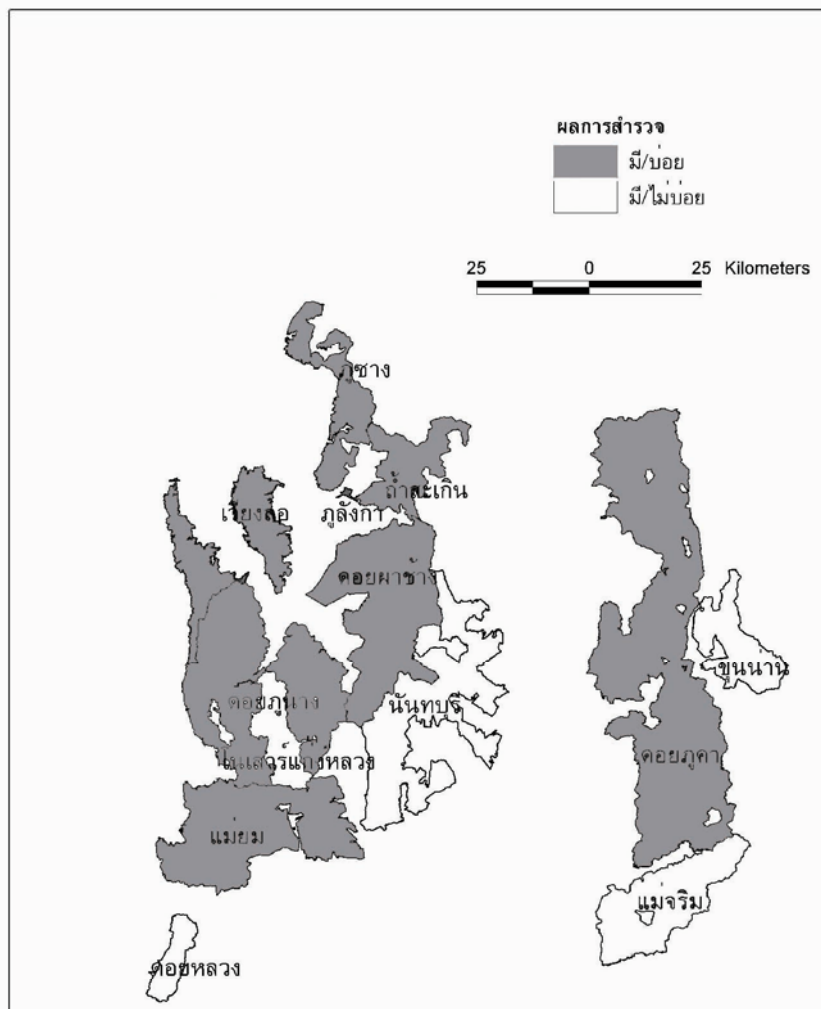 ผลการสำรวจ
มี/บ่อย
มี/ไม่บ่อย
25 0 25 Kilometers
ภูซาง
ถ้ำสะเกิน
เวียงลอ
ภูลังกา
ดอยผาช้าง
ขุนน่าน
ดอยภูนาง
นันทบุรี
แก่งหลวง
ดอยภูคา
แม่ยม
แม่จริม
ดอยหลวง